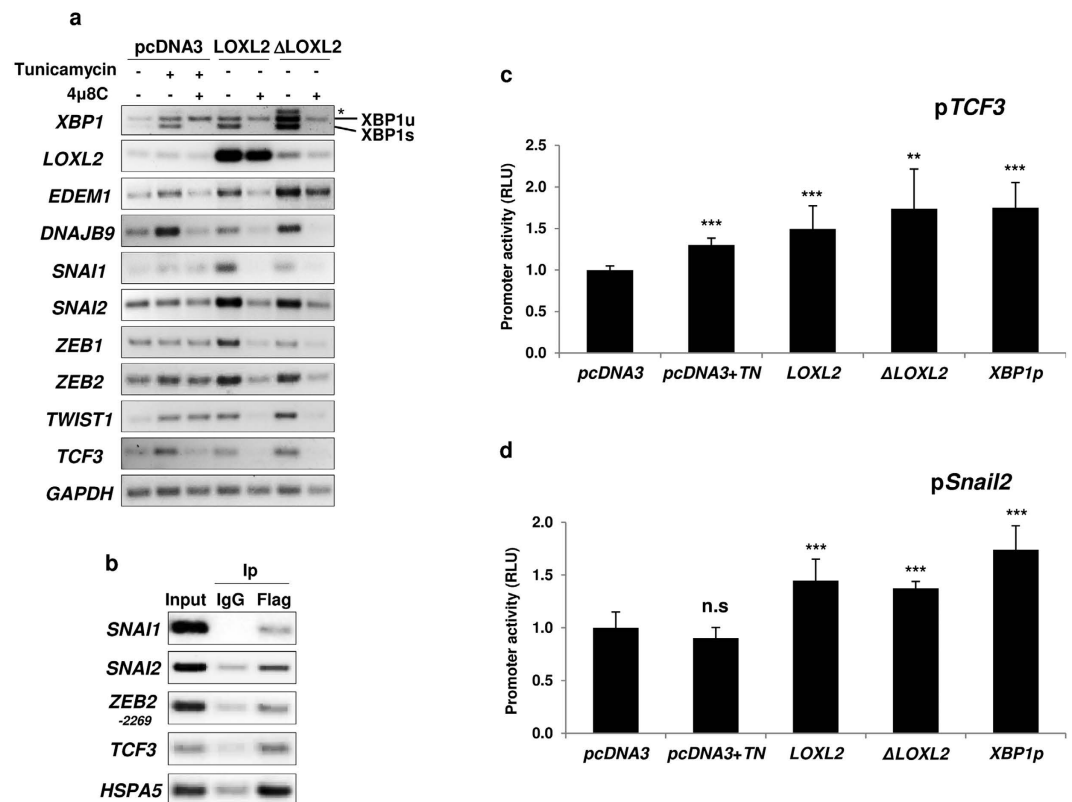 a
pcDNA3 LOXL2 ΔLOXL2
Tunicamycin - + + - - - -
4μ8C - - + - + - +
XBP1
*
XBP1u
XBP1s
LOXL2
EDEM1
DNAJB9
SNAI1
SNAI2
ZEB1
ZEB2
TWIST1
TCF3
GAPDH
b
Ip
Input IgG Flag
SNAI1
SNAI2
ZEB2
-2269
TCF3
HSPA5
c
pTCF3
Promoter activity (RLU)
2.5
2.0
1.5
1.0
0.5
0.0
*** *** ** ***
pcDNA3 pcDNA3+TN LOXL2 ΔLOXL2 XBP1p
d
pSnail2
Promoter activity (RLU)
2.0
1.5
1.0
0.5
0.0
n.s *** *** ***
pcDNA3 pcDNA3+TN LOXL2 ΔLOXL2 XBP1p